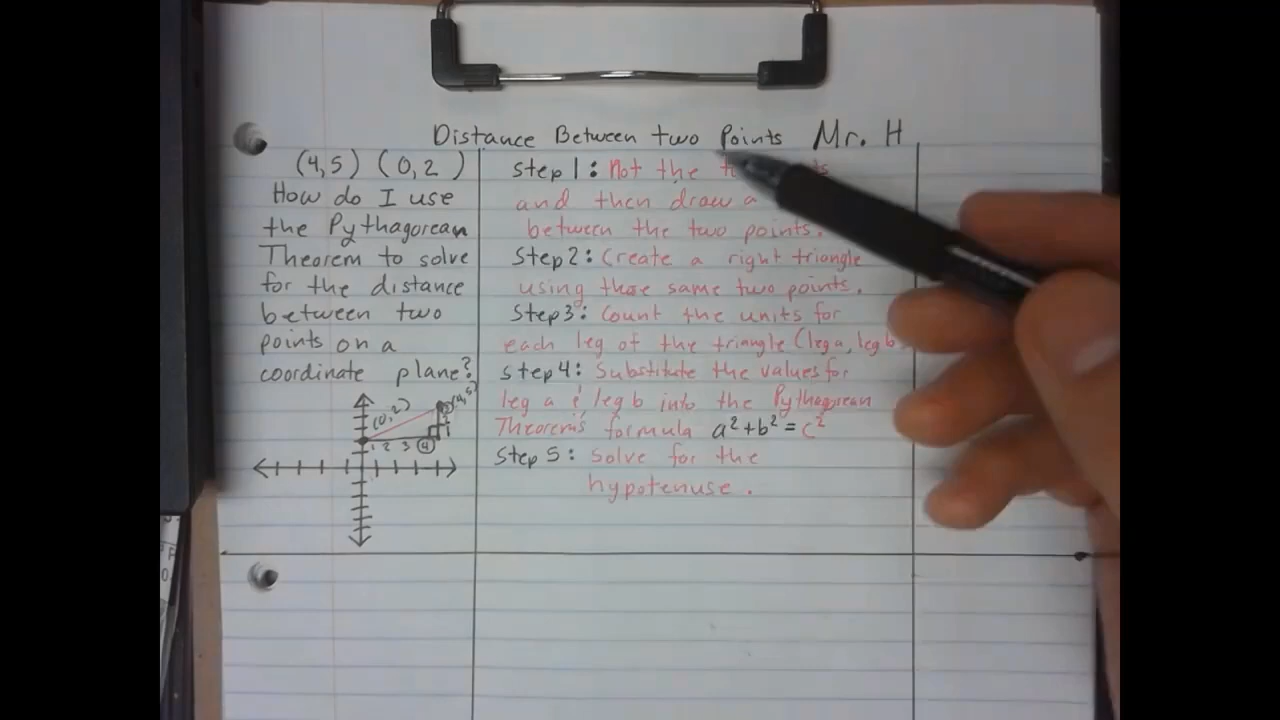 Distance Between two Points Mr. H
(4,5) (0,2)
How do I use
the Pythagorean
Theorem to solve
for the distance
between two
points on a
coordinate plane?
(0,2)
(4,5)
1 2 3 4
Step 1: Plot the
and then draw a
between the two points.
Step 2: Create a right triangle
using those same two points.
Step 3: Count the units for
each leg of the triangle (leg a, leg b
Step 4: Substitute the values for
leg a & leg b into the Pythagorean
Theorem's formula a²+b²=c²
Step 5: Solve for the
hypotenuse.